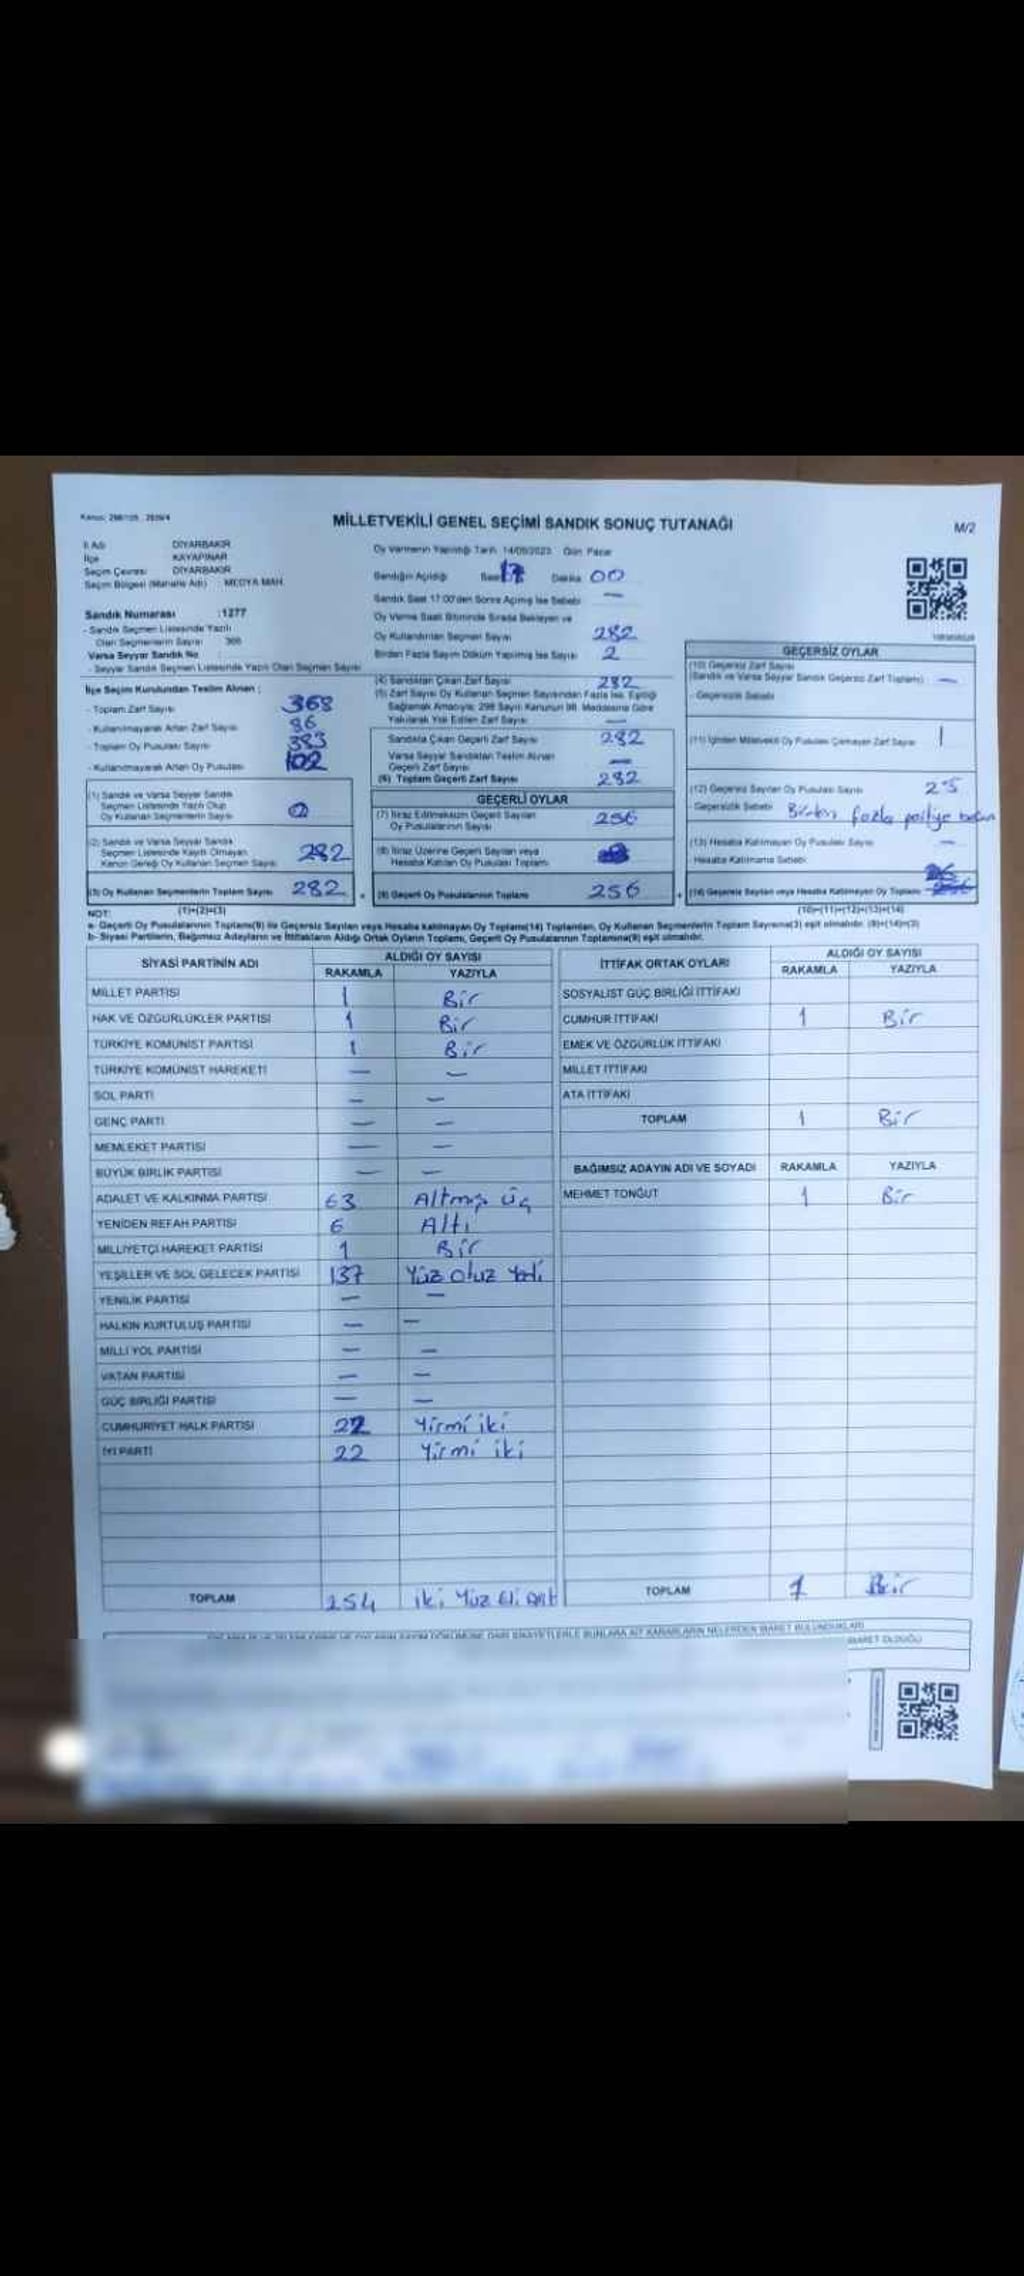 Kanun: 298/105, 2839/4
MİLLETVEKİLİ GENEL SEÇİMİ SANDIK SONUÇ TUTANAĞI
M/2
İl Adı DİYARBAKIR
İlçe KAYAPINAR
Seçim Çevresi DİYARBAKIR
Seçim Bölgesi (Mahalle Adı) MEDYA MAH.
Sandık Numarası :1277
- Sandık Seçmen Listesinde Yazılı
Olan Seçmenlerin Sayısı 366
Varsa Seyyar Sandık No :
- Seyyar Sandık Seçmen Listesinde Yazılı Olan Seçmen Sayısı
İlçe Seçim Kurulundan Teslim Alınan ;
- Toplam Zarf Sayısı 368
- Kullanılmayarak Artan Zarf Sayısı 86
- Toplam Oy Pusulası Sayısı 383
- Kullanılmayarak Artan Oy Pusulası 102
(1) Sandık ve Varsa Seyyar Sandık
Seçmen Listesinde Yazılı Olup
Oy Kullanan Seçmenlerin Sayısı
(2) Sandık ve Varsa Seyyar Sandık
Seçmen Listesinde Kayıtlı Olmayan
Kanun Gereği Oy Kullanan Seçmen Sayısı 282
(3) Oy Kullanan Seçmenlerin Toplam Sayısı 282
(1)+(2)=(3)
Oy Vermenin Yapıldığı Tarih 14/05/2023 Gün Pazar
Sandığın Açıldığı Saat 17 Dakika 00
Sandık Saat 17:00'den Sonra Açılmış İse Sebebi —
Oy Verme Saati Bitiminde Sırada Bekleyen ve
Oy Kullandırılan Seçmen Sayısı 282
Birden Fazla Sayım Döküm Yapılmış İse Sayısı 2
(4) Sandıktan Çıkan Zarf Sayısı 282
(5) Zarf Sayısı Oy Kullanan Seçmen Sayısından Fazla İse, Eşitliği
Sağlamak Amacıyla; 298 Sayılı Kanunun 98. Maddesine Göre
Yakılarak Yok Edilen Zarf Sayısı —
Sandıkta Çıkan Geçerli Zarf Sayısı 282
Varsa Seyyar Sandıktan Teslim Alınan
Geçerli Zarf Sayısı —
(6) Toplam Geçerli Zarf Sayısı 282
GEÇERLİ OYLAR
(7) İtiraz Edilmeksizin Geçerli Sayılan
Oy Pusulalarının Sayısı 256
(8) İtiraz Üzerine Geçerli Sayılan veya
Hesaba Katılan Oy Pusulası Toplamı
(9) Geçerli Oy Pusulalarının Toplamı 256
GEÇERSİZ OYLAR
(10) Geçersiz Zarf Sayısı
(Sandık ve Varsa Seyyar Sandık Geçersiz Zarf Toplamı) —
- Geçersizlik Sebebi
(11) İçinden Milletvekili Oy Pusulası Çıkmayan Zarf Sayısı 1
(12) Geçersiz Sayılan Oy Pusulası Sayısı 25
Geçersizlik Sebebi Birden fazla partiye
(13) Hesaba Katılmayan Oy Pusulası Sayısı —
Hesaba Katılmama Sebebi
(14) Geçersiz Sayılan veya Hesaba Katılmayan Oy Toplamı
(10)+(11)+(12)+(13)=(14)
NOT:
a- Geçerli Oy Pusulalarının Toplamı(9) ile Geçersiz Sayılan veya Hesaba katılmayan Oy Toplamı(14) Toplamları, Oy Kullanan Seçmenlerin Toplam Sayısına(3) eşit olmalıdır. (9)+(14)=(3)
b- Siyasi Partilerin, Bağımsız Adayların ve İttifakların Aldığı Ortak Oyların Toplamı, Geçerli Oy Pusulalarının Toplamına(9) eşit olmalıdır.
SİYASİ PARTİNİN ADI ALDIĞI OY SAYISI
RAKAMLA YAZIYLA
MİLLET PARTİSİ 1 Bir
HAK VE ÖZGÜRLÜKLER PARTİSİ 1 Bir
TÜRKİYE KOMÜNİST PARTİSİ 1 Bir
TÜRKİYE KOMÜNİST HAREKETİ — —
SOL PARTİ — —
GENÇ PARTİ — —
MEMLEKET PARTİSİ — —
BÜYÜK BİRLİK PARTİSİ — —
ADALET VE KALKINMA PARTİSİ 63 Altmış üç
YENİDEN REFAH PARTİSİ 6 Altı
MİLLİYETÇİ HAREKET PARTİSİ 1 Bir
YEŞİLLER VE SOL GELECEK PARTİSİ 137 Yüz otuz Yedi
YENİLİK PARTİSİ — —
HALKIN KURTULUŞ PARTİSİ — —
MİLLİ YOL PARTİSİ — —
VATAN PARTİSİ — —
GÜÇ BİRLİĞİ PARTİSİ — —
CUMHURİYET HALK PARTİSİ 22 Yirmi iki
İYİ PARTİ 22 Yirmi iki
TOPLAM 254 iki Yüz
İTTİFAK ORTAK OYLARI ALDIĞI OY SAYISI
RAKAMLA YAZIYLA
SOSYALİST GÜÇ BİRLİĞİ İTTİFAKI
CUMHUR İTTİFAKI 1 Bir
EMEK VE ÖZGÜRLÜK İTTİFAKI
MİLLET İTTİFAKI
ATA İTTİFAKI
TOPLAM 1 Bir
BAĞIMSIZ ADAYIN ADI VE SOYADI RAKAMLA YAZIYLA
MEHMET TONĞUT 1 Bir
TOPLAM 1 Bir